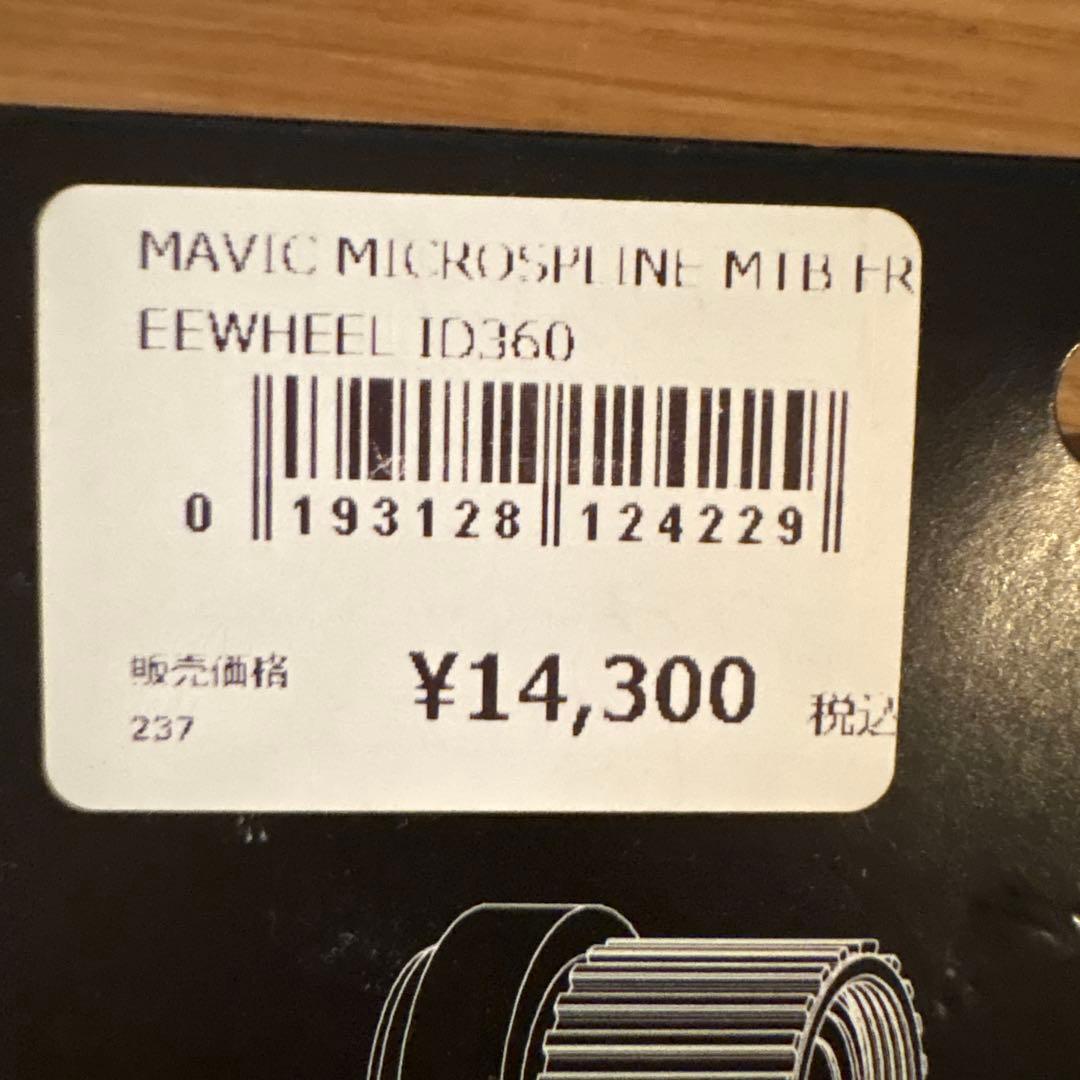 MAVIC MICROSPLINE MTB FR
EEWHEEL ID360
0 193128 124229
販売価格
¥14,300 税込
237